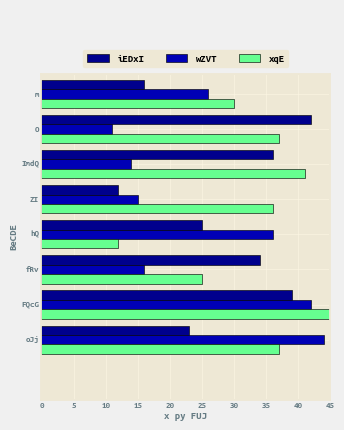 iEDxI wZVT xqE
m
O
IndQ
ZI
hQ
fRv
FQcG
oJj
BeCDE
0 5 10 15 20 25 30 35 40 45
x py FUJ